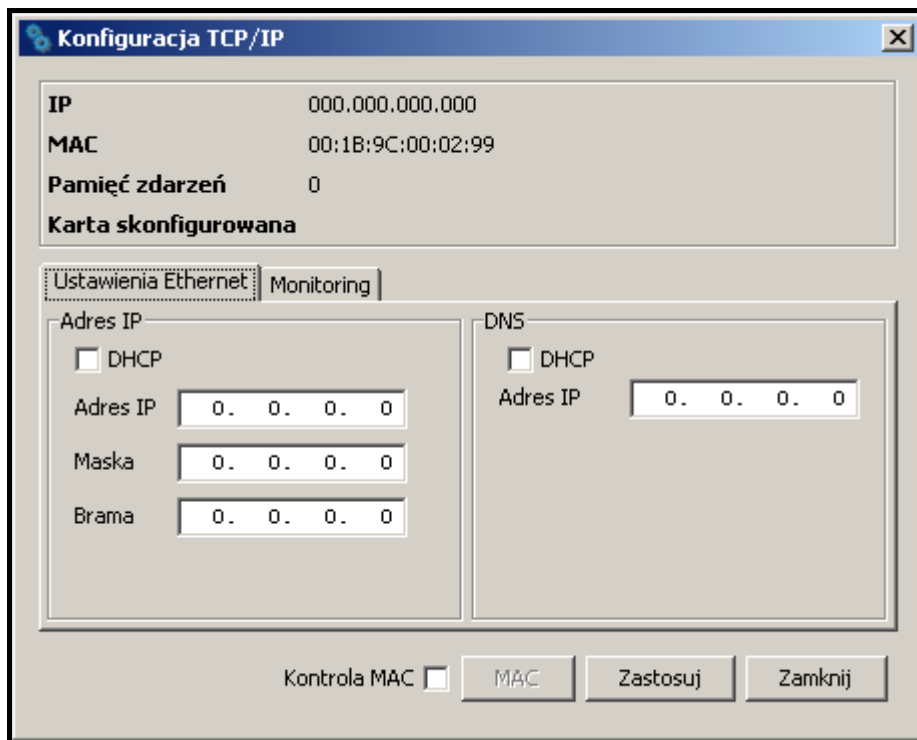 Konfiguracja TCP/IP
IP 000.000.000.000
MAC 00:1B:9C:00:02:99
Pamięć zdarzeń 0
Karta skonfigurowana
Ustawienia Ethernet Monitoring
Adres IP
DHCP
Adres IP 0. 0. 0. 0
Maska 0. 0. 0. 0
Brama 0. 0. 0. 0
DNS
DHCP
Adres IP 0. 0. 0. 0
Kontrola MAC MAC Zastosuj Zamknij